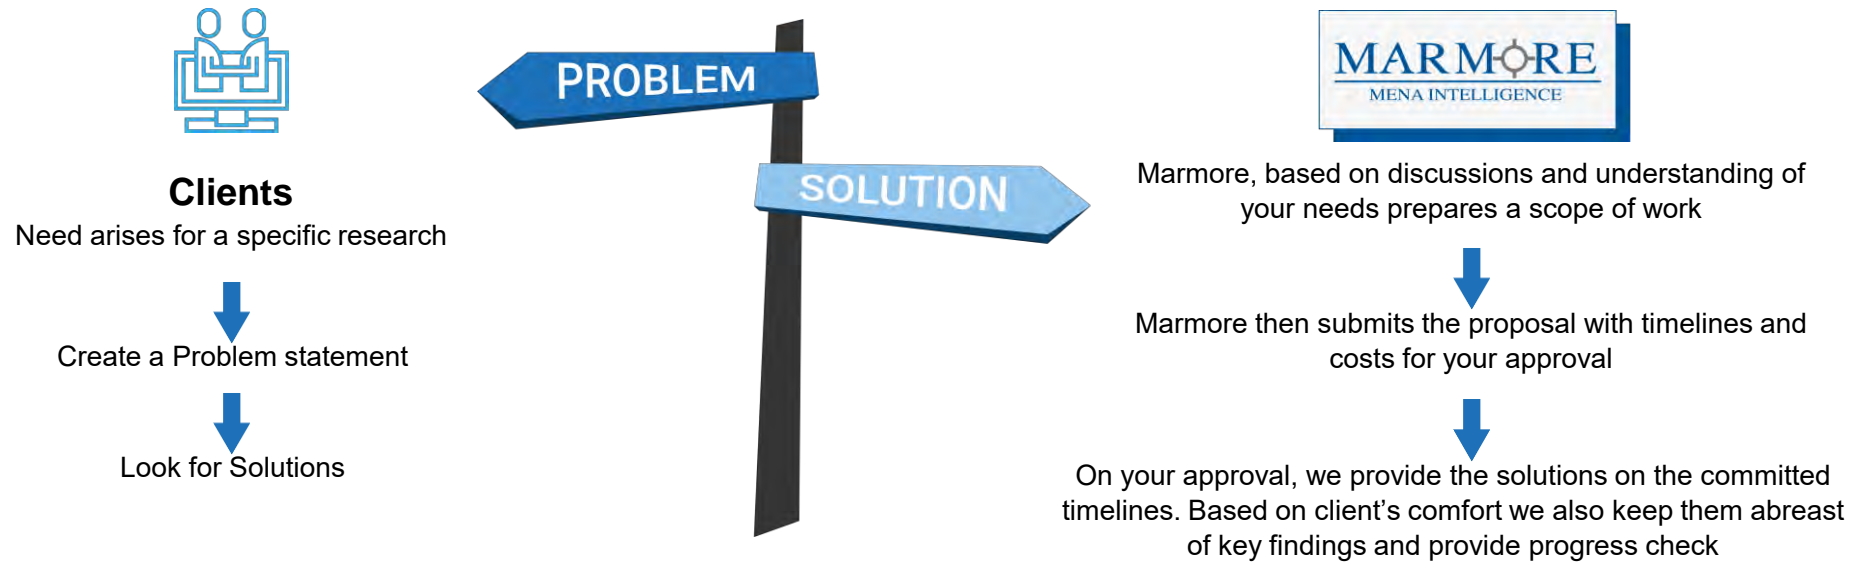 Clients
Need arises for a specific research
Create a Problem statement
Look for Solutions
PROBLEM
SOLUTION
MARMORE
MENA INTELLIGENCE
Marmore, based on discussions and understanding of
your needs prepares a scope of work
Marmore then submits the proposal with timelines and
costs for your approval
On your approval, we provide the solutions on the committed
timelines. Based on client’s comfort we also keep them abreast
of key findings and provide progress check